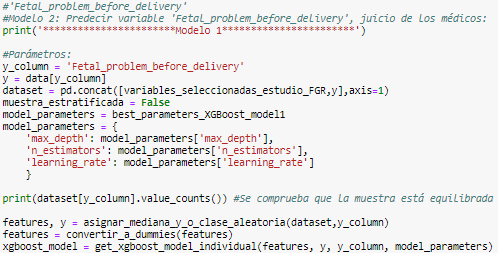 #'Fetal_problem_before_delivery'
#Modelo 2: Predecir variable 'Fetal_problem_before_delivery', juicio de los médicos:
print('***********************Modelo 1***********************')
#Parámetros:
y_column = 'Fetal_problem_before_delivery'
y = data[y_column]
dataset = pd.concat([variables_seleccionadas_estudio_FGR,y],axis=1)
muestra_estratificada = False
model_parameters = best_parameters_XGBoost_model1
model_parameters = {
'max_depth': model_parameters['max_depth'],
'n_estimators': model_parameters['n_estimators'],
'learning_rate': model_parameters['learning_rate']
}
print(dataset[y_column].value_counts()) #Se comprueba que la muestra está equilibrada
features, y = asignar_mediana_y_o_clase_aleatoria(dataset,y_column)
features = convertir_a_dummies(features)
xgboost_model = get_xgboost_model_individual(features, y, y_column, model_parameters)